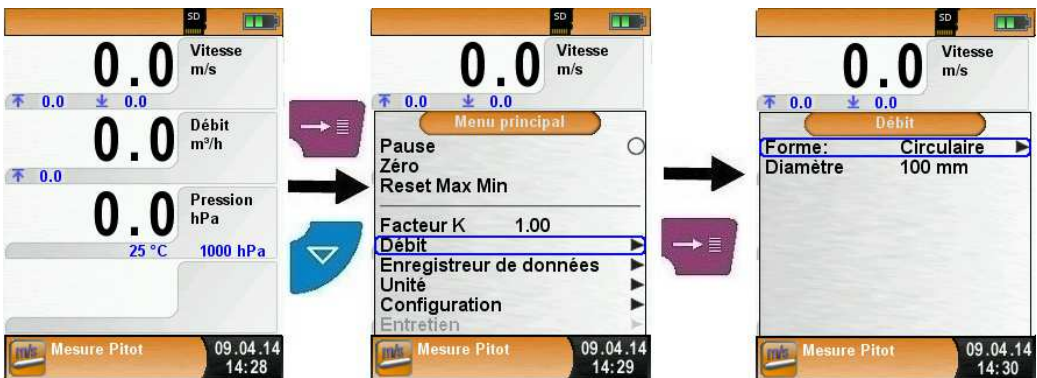 SD
0.0 Vitesse
m/s
0.0 0.0
0.0 Débit
m³/h
0.0
0.0 Pression
hPa
25 °C 1000 hPa
m/s Mesure Pitot 09.04.14
14:28
SD
0.0 Vitesse
m/s
0.0 0.0
Menu principal
Pause
Zéro
Reset Max Min
Facteur K 1.00
Débit
Enregistreur de données
Unité
Configuration
Entretien
m/s Mesure Pitot 09.04.14
14:29
SD
0.0 Vitesse
m/s
0.0 0.0
Débit
Forme: Circulaire
Diamètre 100 mm
m/s Mesure Pitot 09.04.14
14:30